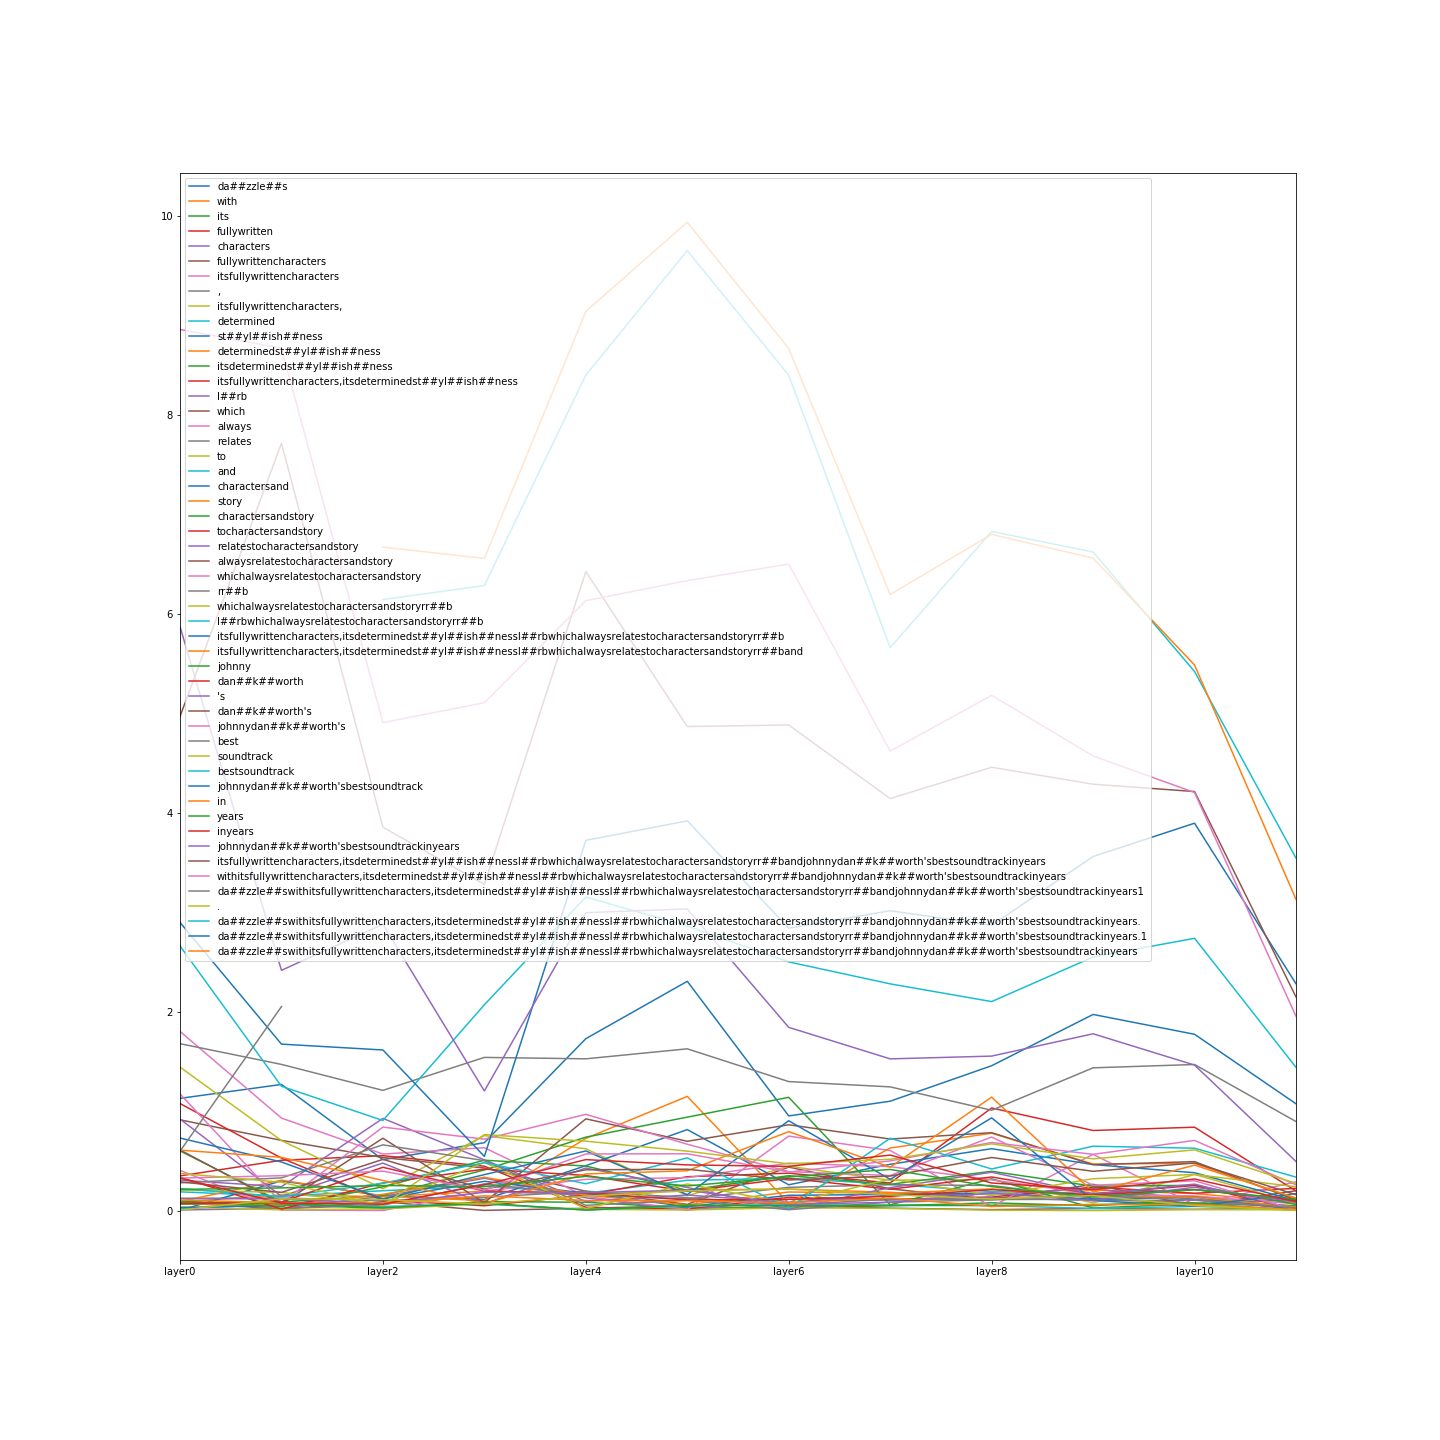 10
8
6
4
2
0
layer0
layer2
layer4
layer6
layer8
layer10
da##zzle##s
with
its
fullywritten
characters
fullywrittencharacters
itsfullywrittencharacters
,
itsfullywrittencharacters,
determined
st##yl##ish##ness
determinedst##yl##ish##ness
itsdeterminedst##yl##ish##ness
itsfullywrittencharacters,itsdeterminedst##yl##ish##ness
l##rb
which
always
relates
to
and
charactersand
story
charactersandstory
tocharactersandstory
relatestocharactersandstory
alwaysrelatestocharactersandstory
whichalwaysrelatestocharactersandstory
rr##b
whichalwaysrelatestocharactersandstoryrr##b
l##rbwhichalwaysrelatestocharactersandstoryrr##b
itsfullywrittencharacters,itsdeterminedst##yl##ish##nessl##rbwhichalwaysrelatestocharactersandstoryrr##b
itsfullywrittencharacters,itsdeterminedst##yl##ish##nessl##rbwhichalwaysrelatestocharactersandstoryrr##band
johnny
dan##k##worth
's
dan##k##worth's
johnnydan##k##worth's
best
soundtrack
bestsoundtrack
johnnydan##k##worth'sbestsoundtrack
in
years
inyears
johnnydan##k##worth'sbestsoundtrackinyears
itsfullywrittencharacters,itsdeterminedst##yl##ish##nessl##rbwhichalwaysrelatestocharactersandstoryrr##bandjohnnydan##k##worth'sbestsoundtrackinyears
withitsfullywrittencharacters,itsdeterminedst##yl##ish##nessl##rbwhichalwaysrelatestocharactersandstoryrr##bandjohnnydan##k##worth'sbestsoundtrackinyears
da##zzle##swithitsfullywrittencharacters,itsdeterminedst##yl##ish##nessl##rbwhichalwaysrelatestocharactersandstoryrr##bandjohnnydan##k##worth'sbestsoundtrackinyears1
.
da##zzle##swithitsfullywrittencharacters,itsdeterminedst##yl##ish##nessl##rbwhichalwaysrelatestocharactersandstoryrr##bandjohnnydan##k##worth'sbestsoundtrackinyears.
da##zzle##swithitsfullywrittencharacters,itsdeterminedst##yl##ish##nessl##rbwhichalwaysrelatestocharactersandstoryrr##bandjohnnydan##k##worth'sbestsoundtrackinyears.1
da##zzle##swithitsfullywrittencharacters,itsdeterminedst##yl##ish##nessl##rbwhichalwaysrelatestocharactersandstoryrr##bandjohnnydan##k##worth'sbestsoundtrackinyears